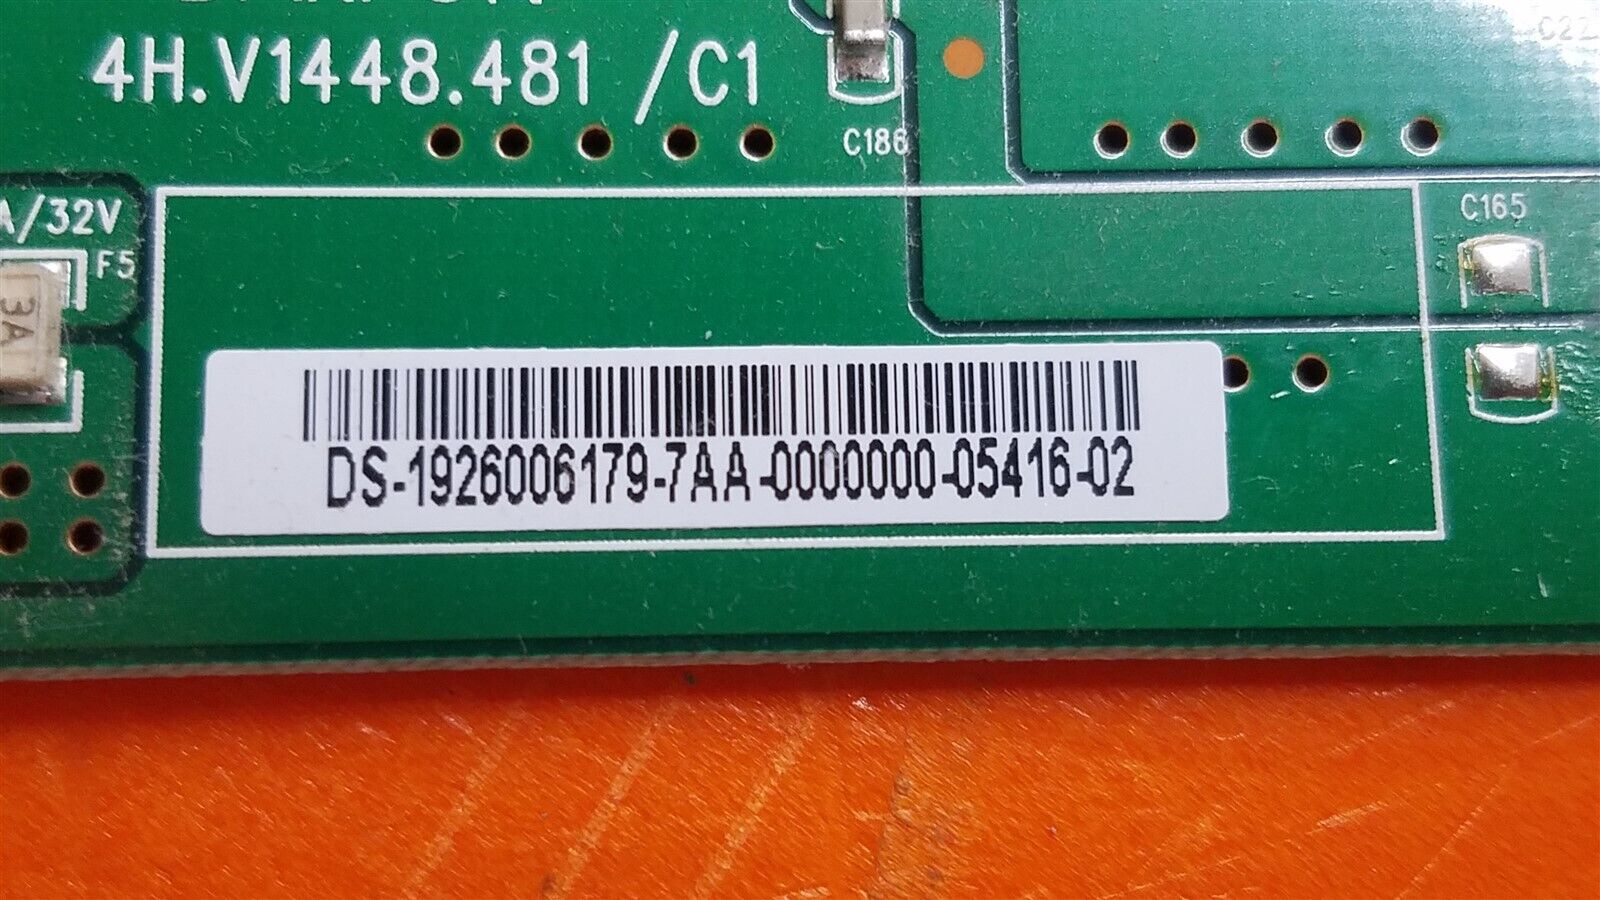 4H.V1448.481 /C1
C186
A/32V
F5
C165
3A
DS-1926006179-7AA-0000000-05416-02